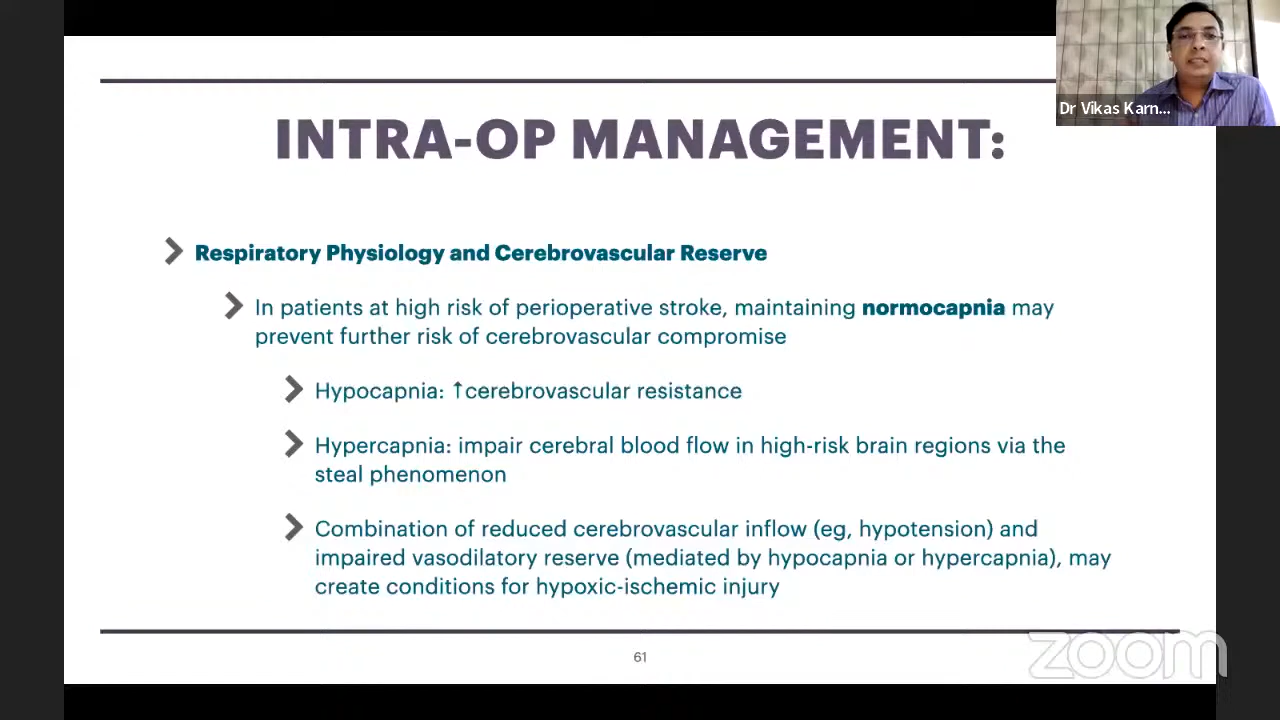 Dr Vikas Karn...
INTRA-OP MANAGEMENT:
Respiratory Physiology and Cerebrovascular Reserve
In patients at high risk of perioperative stroke, maintaining normocapnia may
prevent further risk of cerebrovascular compromise
Hypocapnia: ↑cerebrovascular resistance
Hypercapnia: impair cerebral blood flow in high-risk brain regions via the
steal phenomenon
Combination of reduced cerebrovascular inflow (eg, hypotension) and
impaired vasodilatory reserve (mediated by hypocapnia or hypercapnia), may
create conditions for hypoxic-ischemic injury
61
zoom